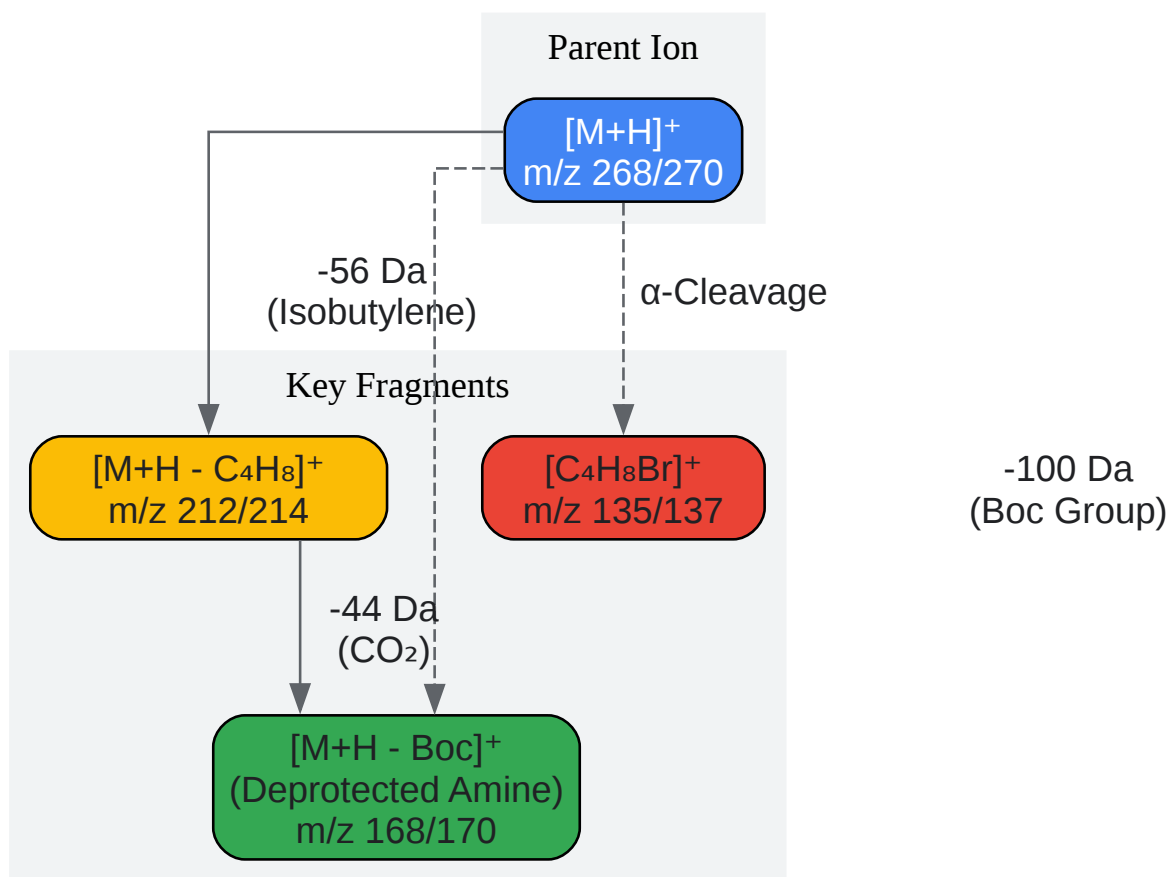 Parent Ion
[M+H]⁺
m/z 268/270
-56 Da
(Isobutylene)
α-Cleavage
Key Fragments
[M+H - C₄H₈]⁺
m/z 212/214
[C₄H₈Br]⁺
m/z 135/137
-100 Da
(Boc Group)
-44 Da
(CO₂)
[M+H - Boc]⁺
(Deprotected Amine)
m/z 168/170